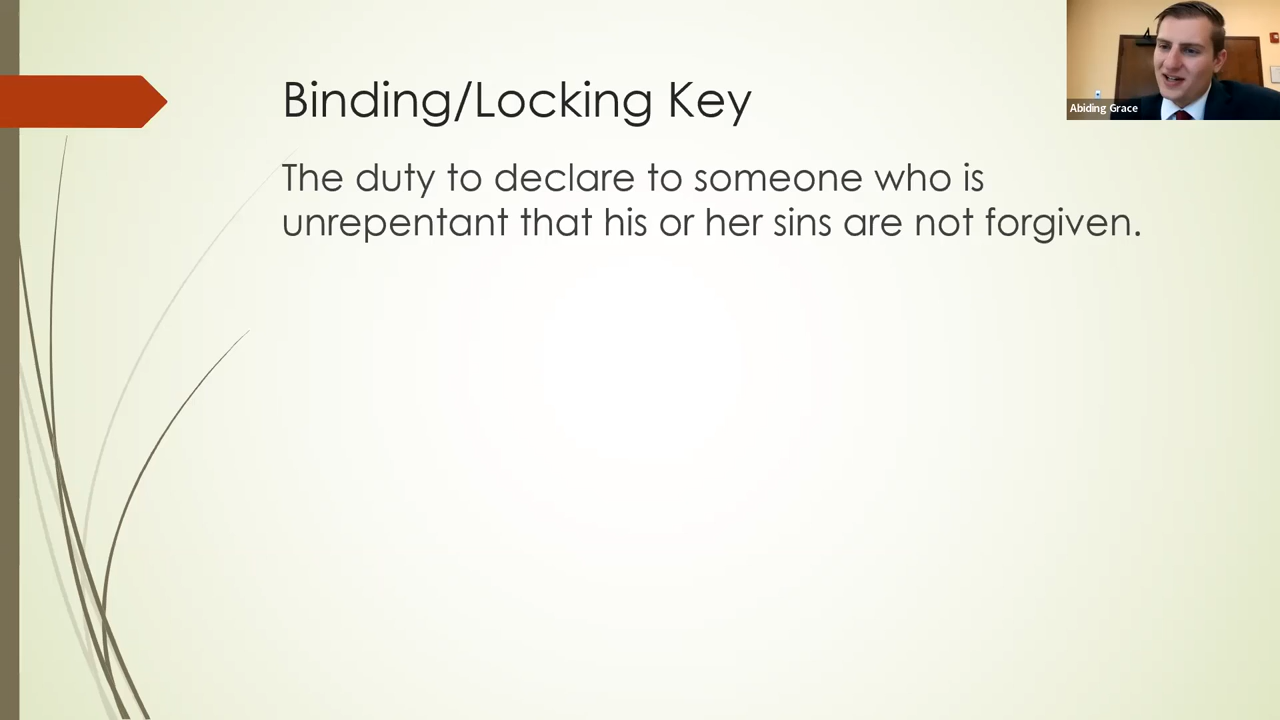 Binding/Locking Key
The duty to declare to someone who is
unrepentant that his or her sins are not forgiven.
Abiding Grace